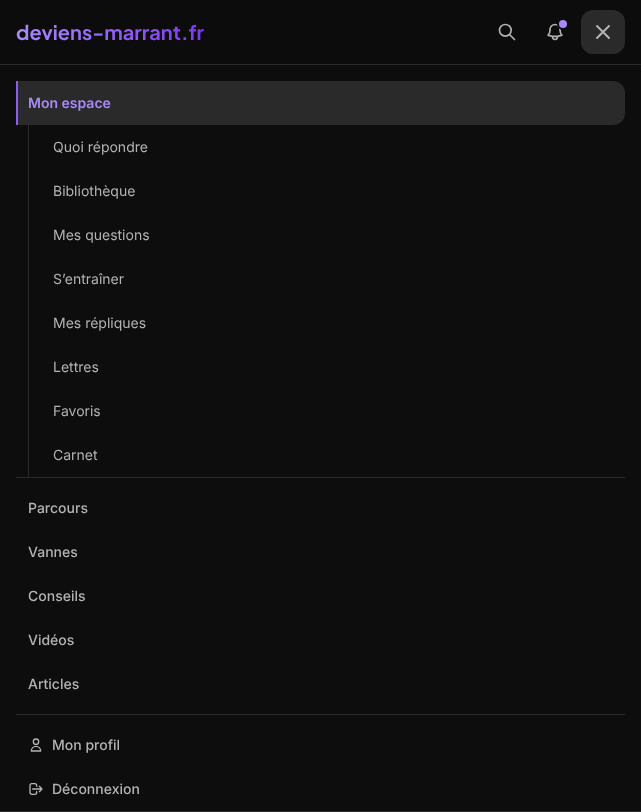 deviens-marrant.fr
Mon espace
Quoi répondre
Bibliothèque
Mes questions
S’entraîner
Mes répliques
Lettres
Favoris
Carnet
Parcours
Vannes
Conseils
Vidéos
Articles
Mon profil
Déconnexion